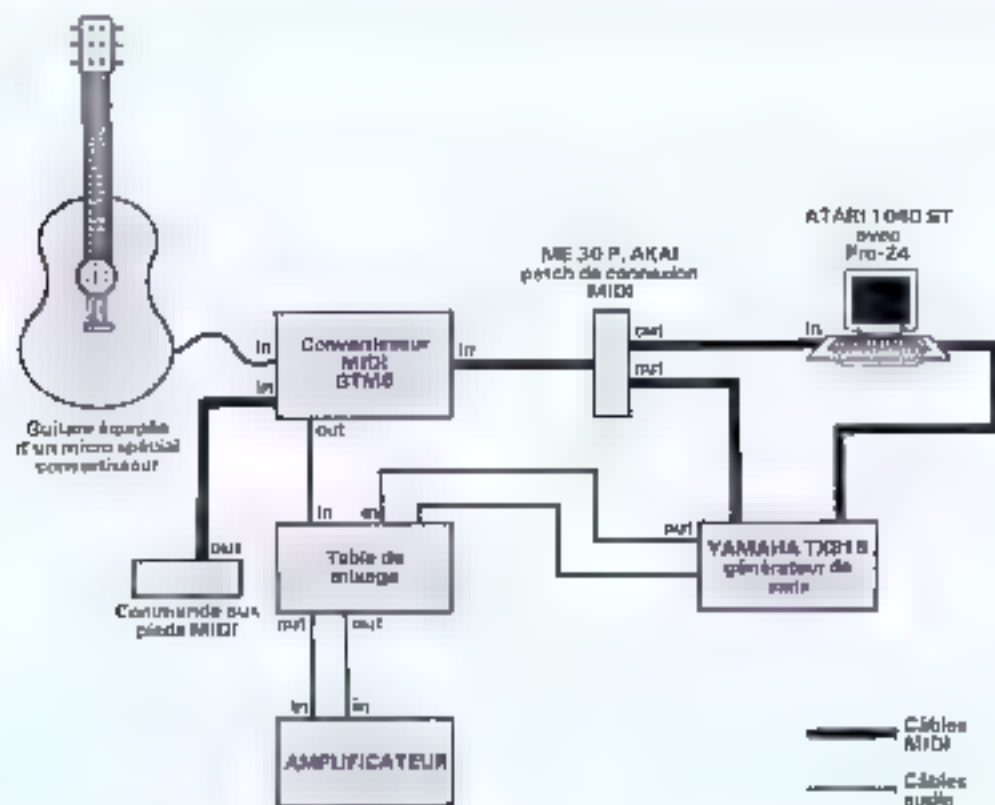 ATARI 1040 ST
avec
Pro-24
ME 30 P, AKAI
patch de connexion
MIDI
out
in
out
in
Convertisseur
MIDI
GTM6
in
in
out
Guitare équipée
d'un micro spécial
convertisseur
in
out
YAMAHA TX816
générateur de
sons
out
Table de
mixage
Commande aux
pieds MIDI
out
out
in
in
AMPLIFICATEUR
Câbles
MIDI
Câbles
audio